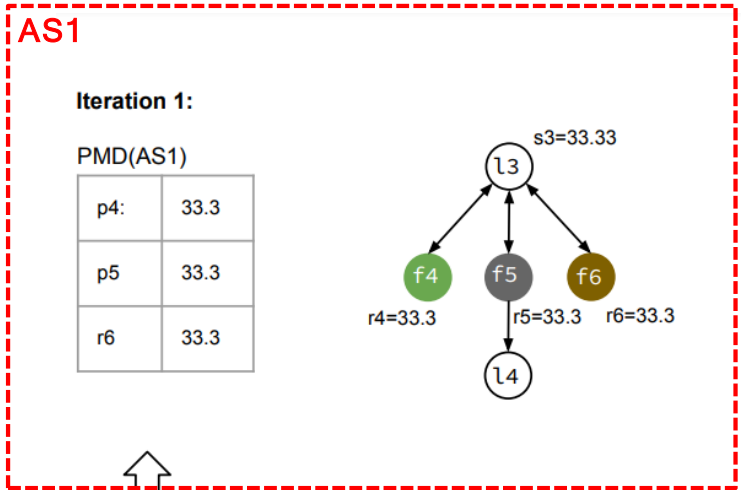 AS1
Iteration 1:
PMD(AS1)
p4: 33.3
p5 33.3
r6 33.3
s3=33.33
l3
f4 f5 f6
r4=33.3 r5=33.3 r6=33.3
l4